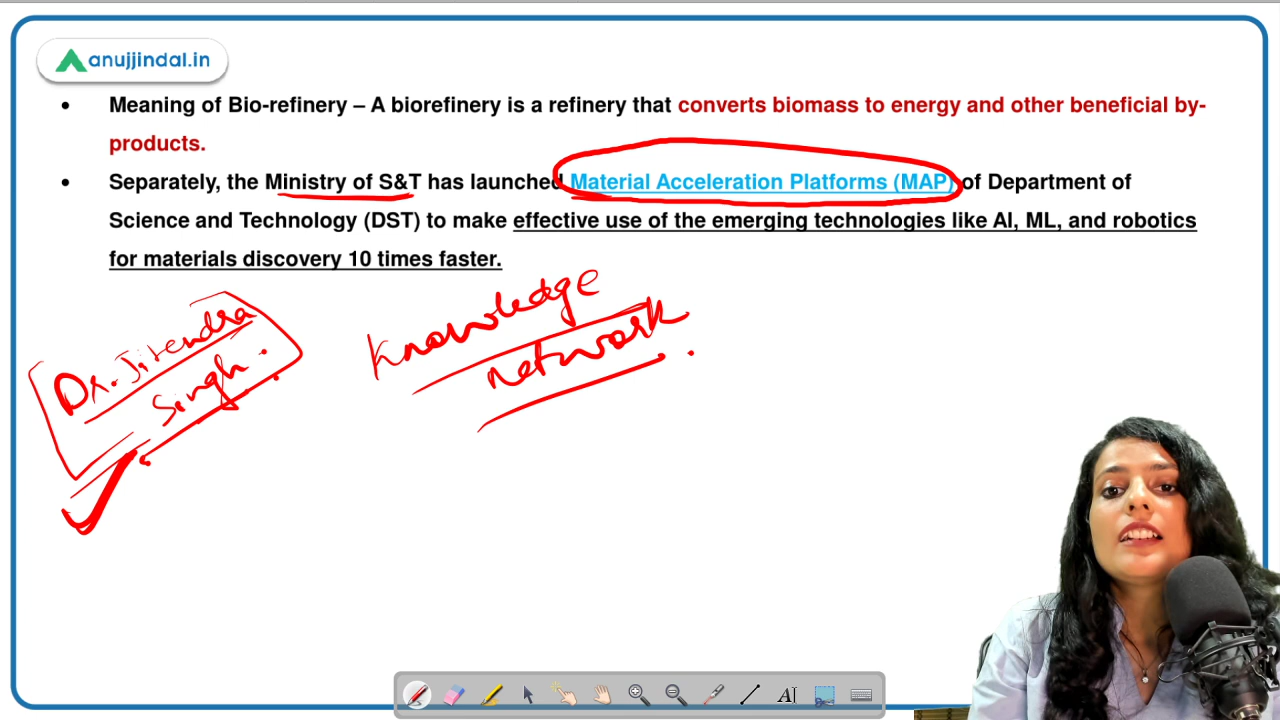 anujjindal.in
• Meaning of Bio-refinery – A biorefinery is a refinery that converts biomass to energy and other beneficial by-
products.
• Separately, the Ministry of S&T has launched Material Acceleration Platforms (MAP) of Department of
Science and Technology (DST) to make effective use of the emerging technologies like AI, ML, and robotics
for materials discovery 10 times faster.
Dr. Jitendra
Singh.
Knowledge
network.
AI